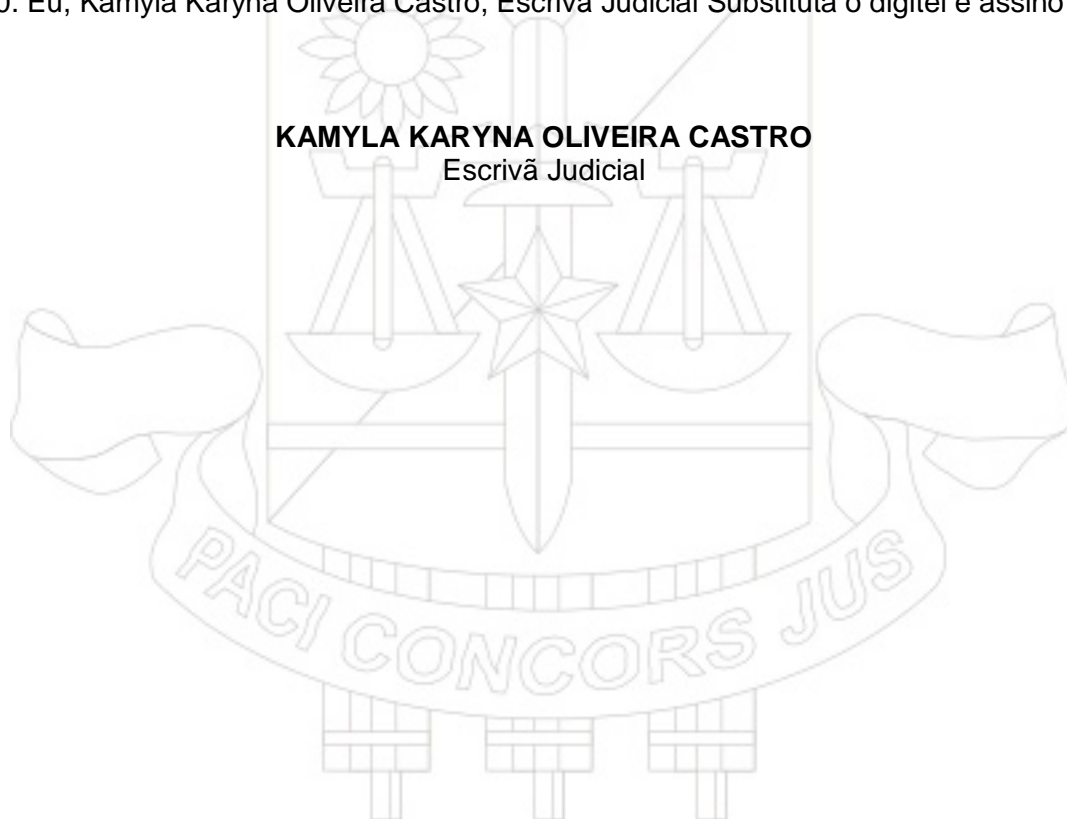 0. Eu, Kamyla Karyna Oliveira Castro, Escrivã Judicial Substituta o digitei e assino
KAMYLA KARYNA OLIVEIRA CASTRO
Escrivã Judicial
PACI CONCORS JUS